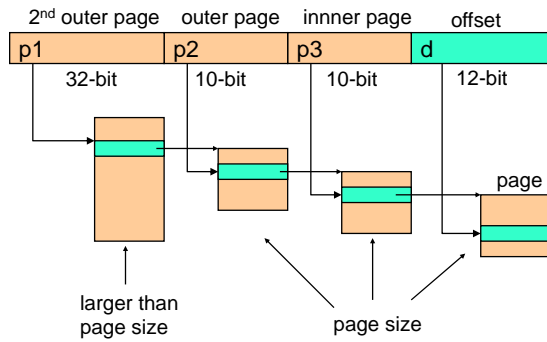 2nd outer page outer page innner page offset
p1 p2 p3 d
32-bit 10-bit 10-bit 12-bit
page
larger than
page size
page size